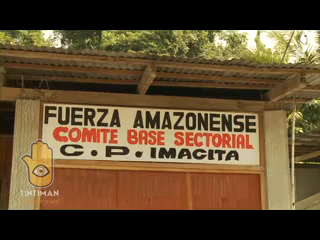 FUERZA AMAZONENSE
COMITE BASE SECTORIAL
C.P. IMACITA
TiNTiMAN